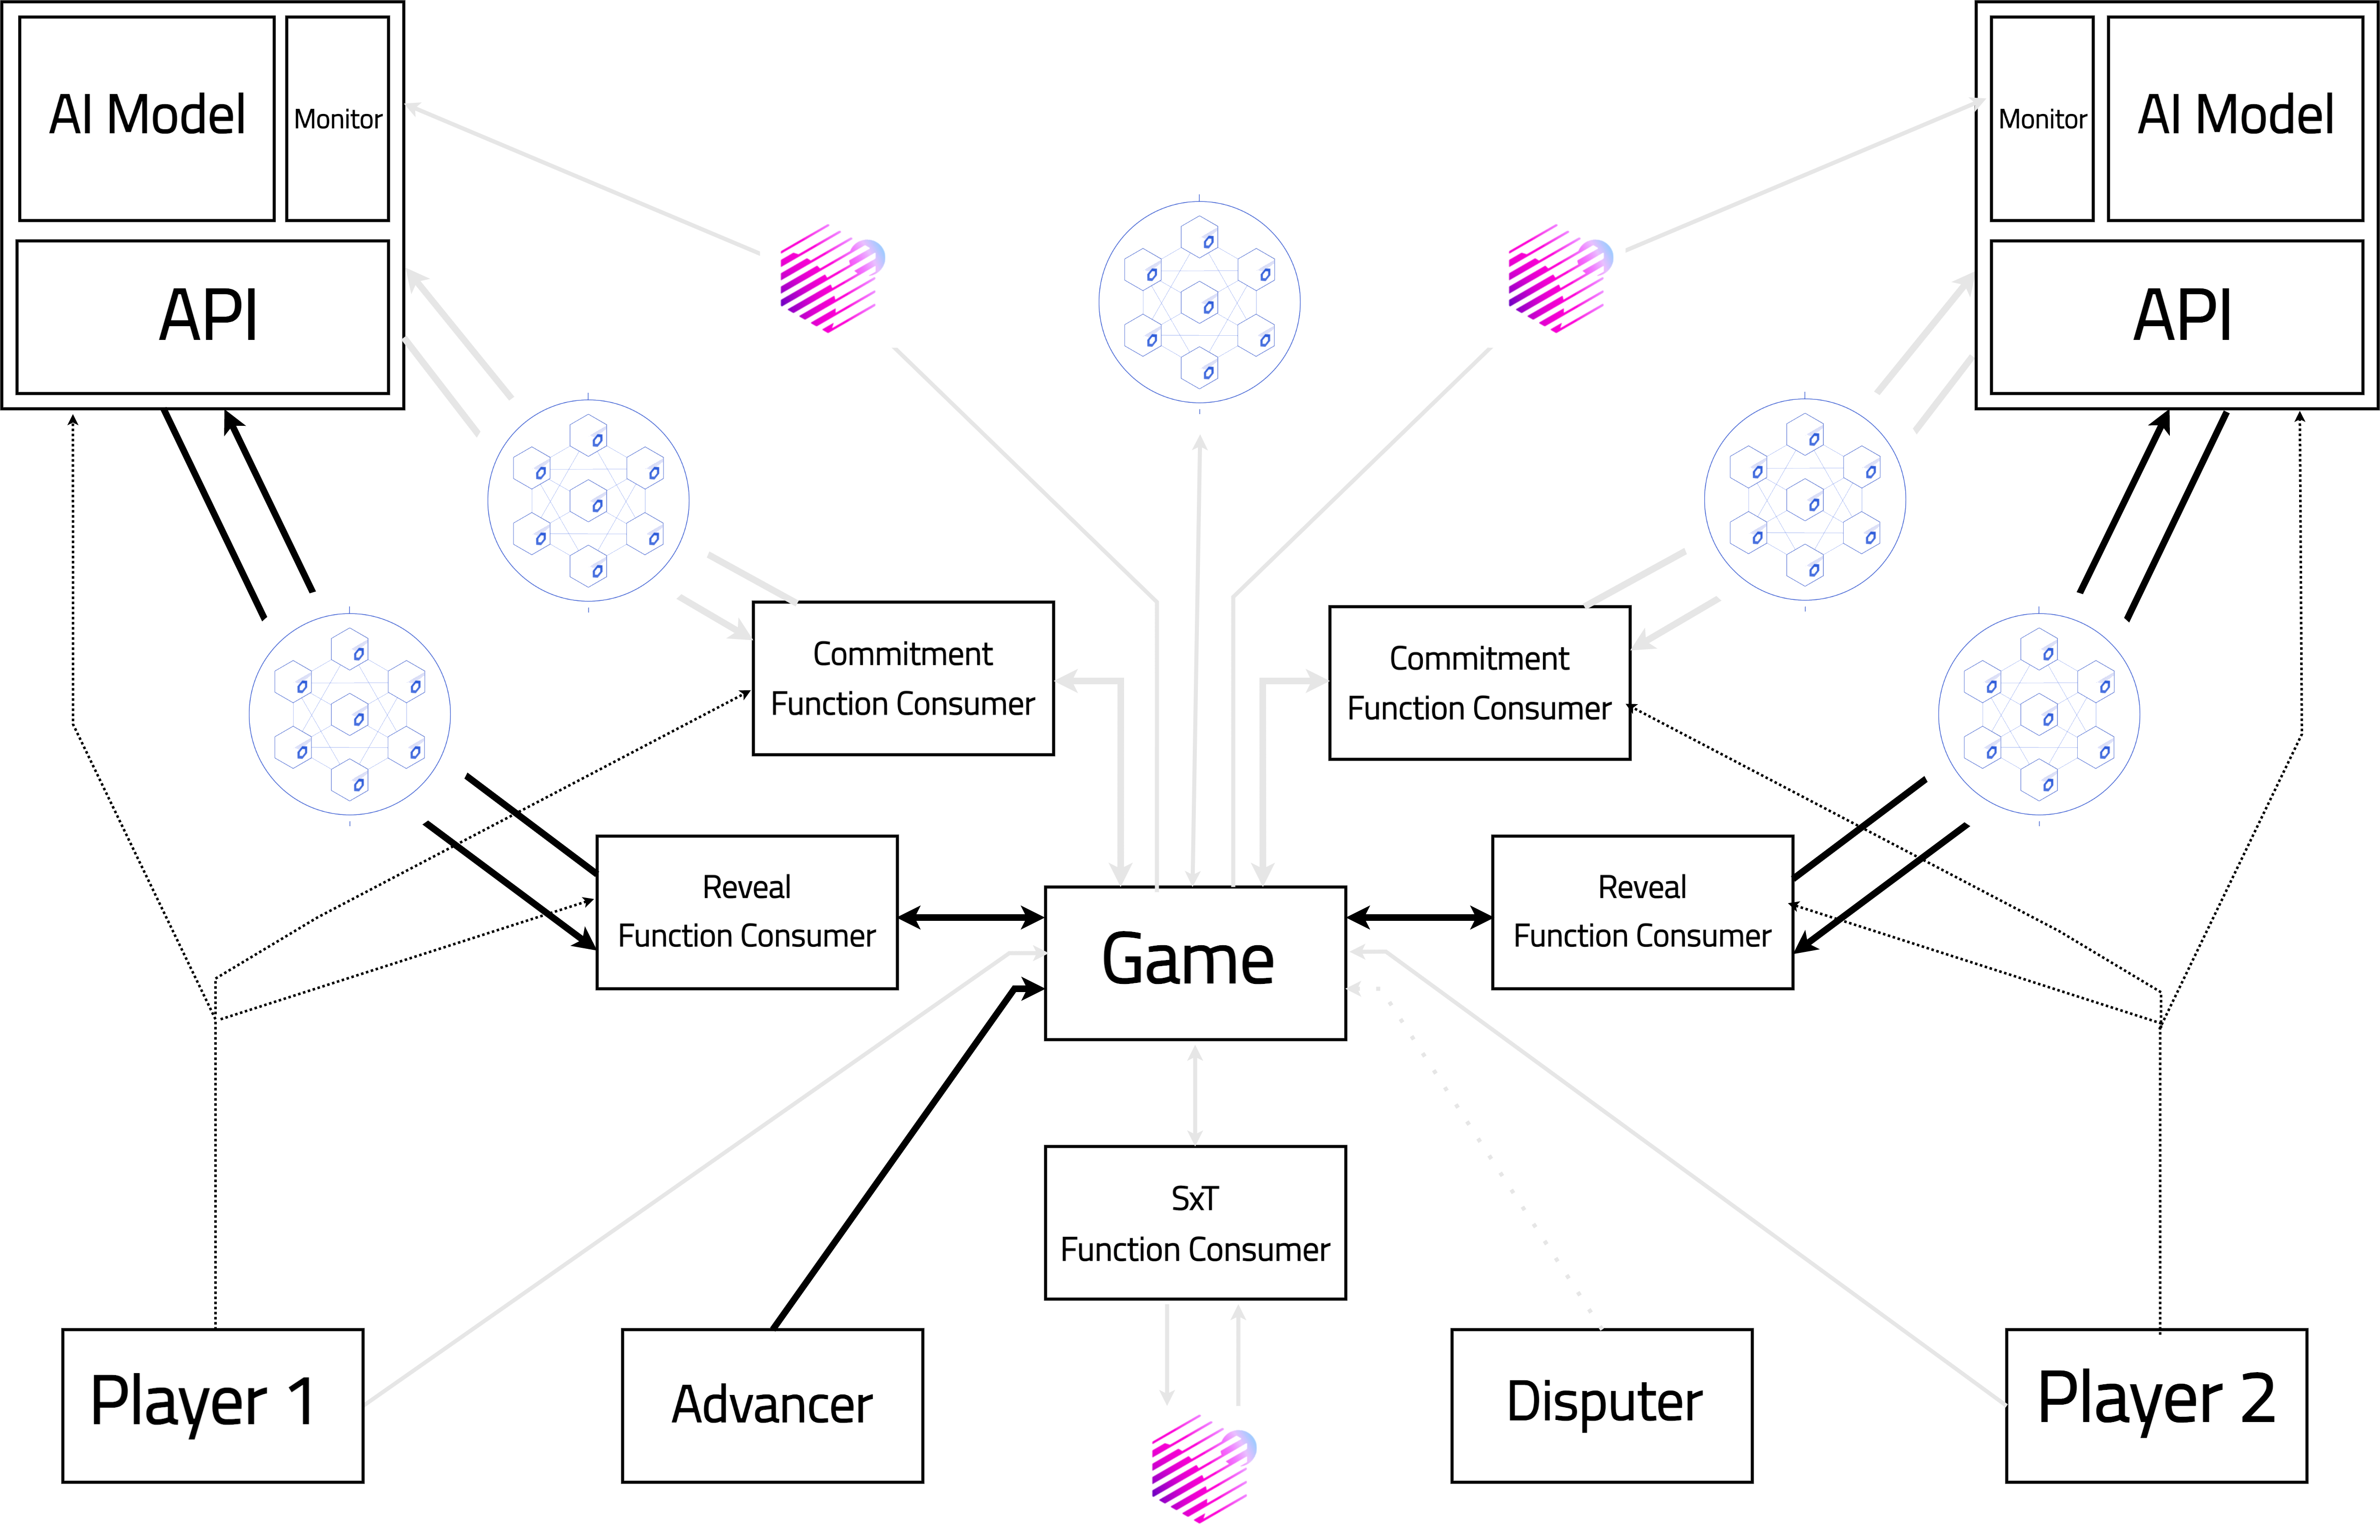 AI Model
Monitor
Monitor
AI Model
API
API
Commitment
Function Consumer
Commitment
Function Consumer
Reveal
Function Consumer
Reveal
Function Consumer
Game
SxT
Function Consumer
Player 1
Advancer
Disputer
Player 2